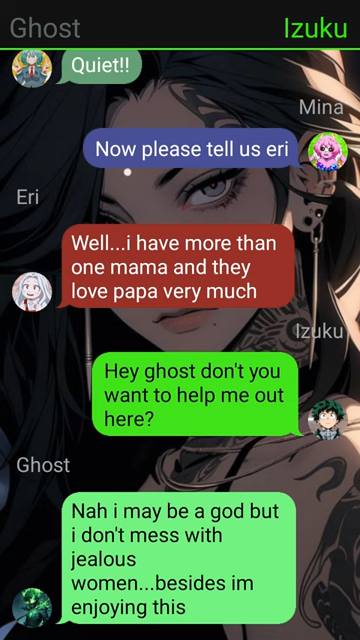 Ghost
Izuku
Quiet!!
Mina
Now please tell us eri
Eri
Well...i have more than
one mama and they
love papa very much
Izuku
Hey ghost don't you
want to help me out
here?
Ghost
Nah i may be a god but
i don't mess with
jealous
women...besides im
enjoying this